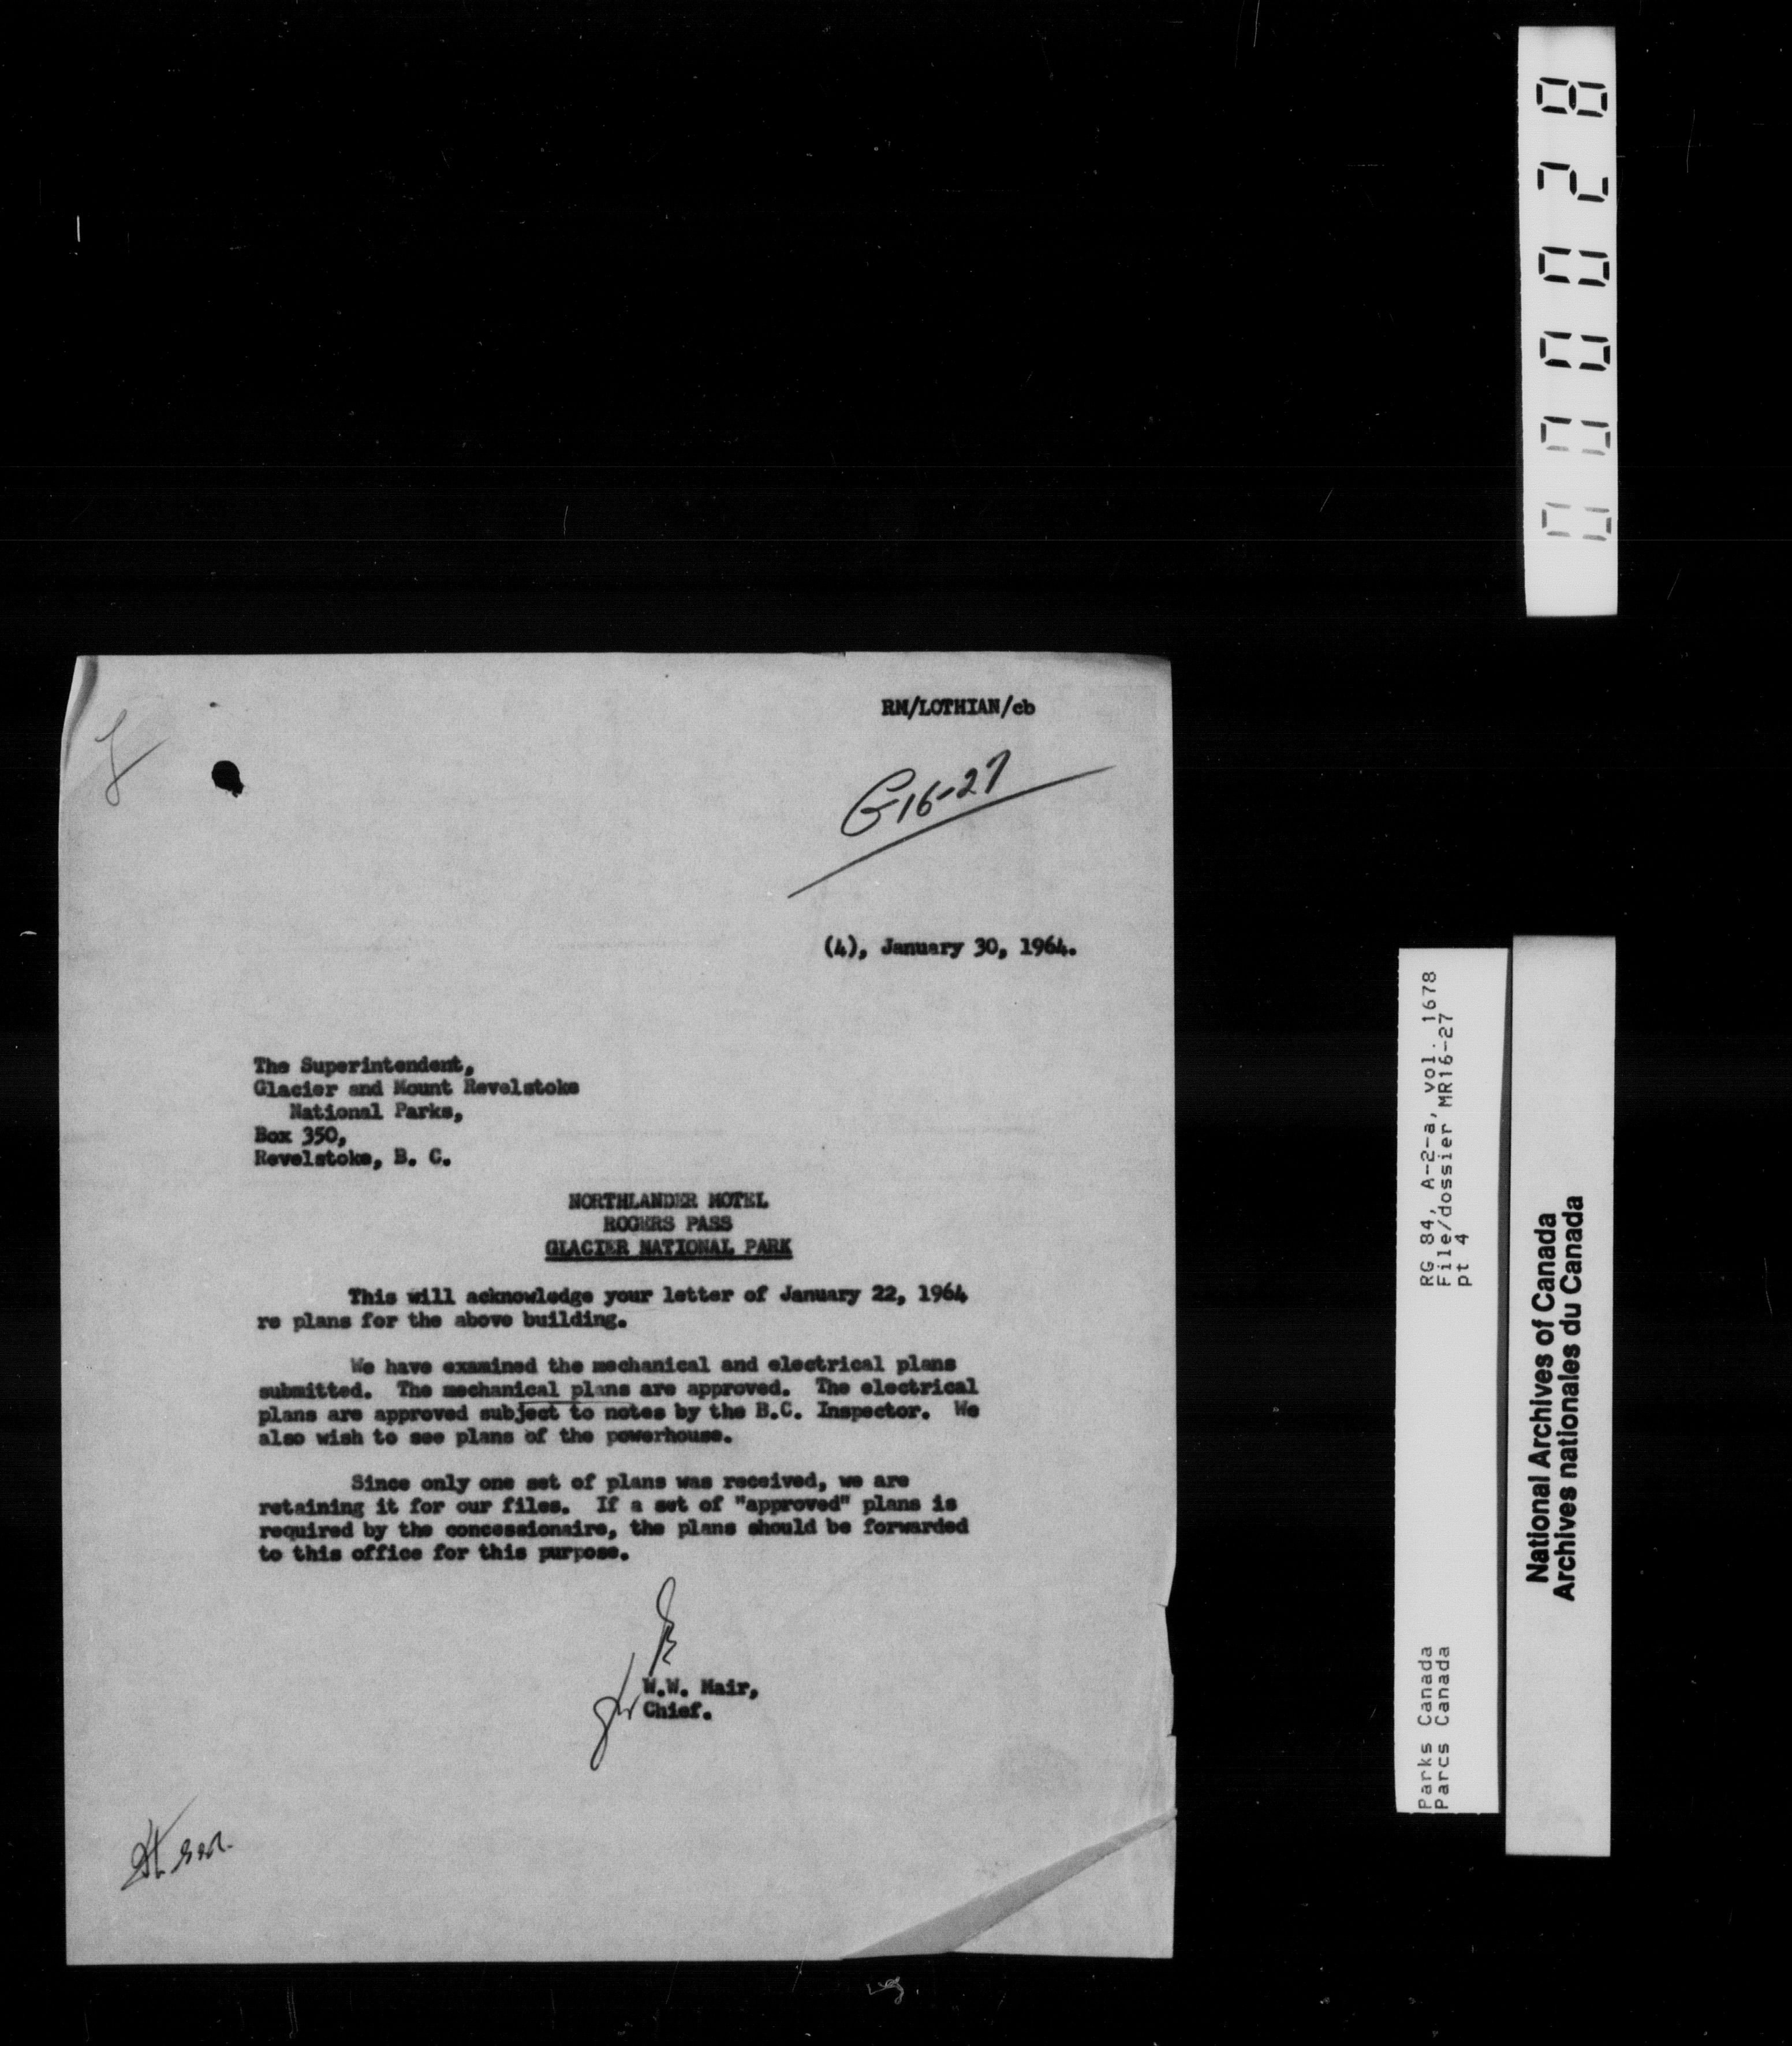 000028
RM/LOTHIAN/cb
G16-27
(4), January 30, 1964.
The Superintendent,
Glacier and Mount Revelstoke
National Parks,
Box 350,
Revelstoke, B. C.
NORTHLANDER MOTEL
ROGERS PASS
GLACIER NATIONAL PARK
This will acknowledge your letter of January 22, 1964
re plans for the above building.
We have examined the mechanical and electrical plans
submitted. The mechanical plans are approved. The electrical
plans are approved subject to notes by the B.C. Inspector. We
also wish to see plans of the powerhouse.
Since only one set of plans was received, we are
retaining it for our files. If a set of "approved" plans is
required by the concessionaire, the plans should be forwarded
to this office for this purpose.
W.W. Mair,
Chief.
RG 84, A-2-a, vol. 1678
File/dossier MR16-27
pt 4
Parks Canada
Parcs Canada
National Archives of Canada
Archives nationales du Canada